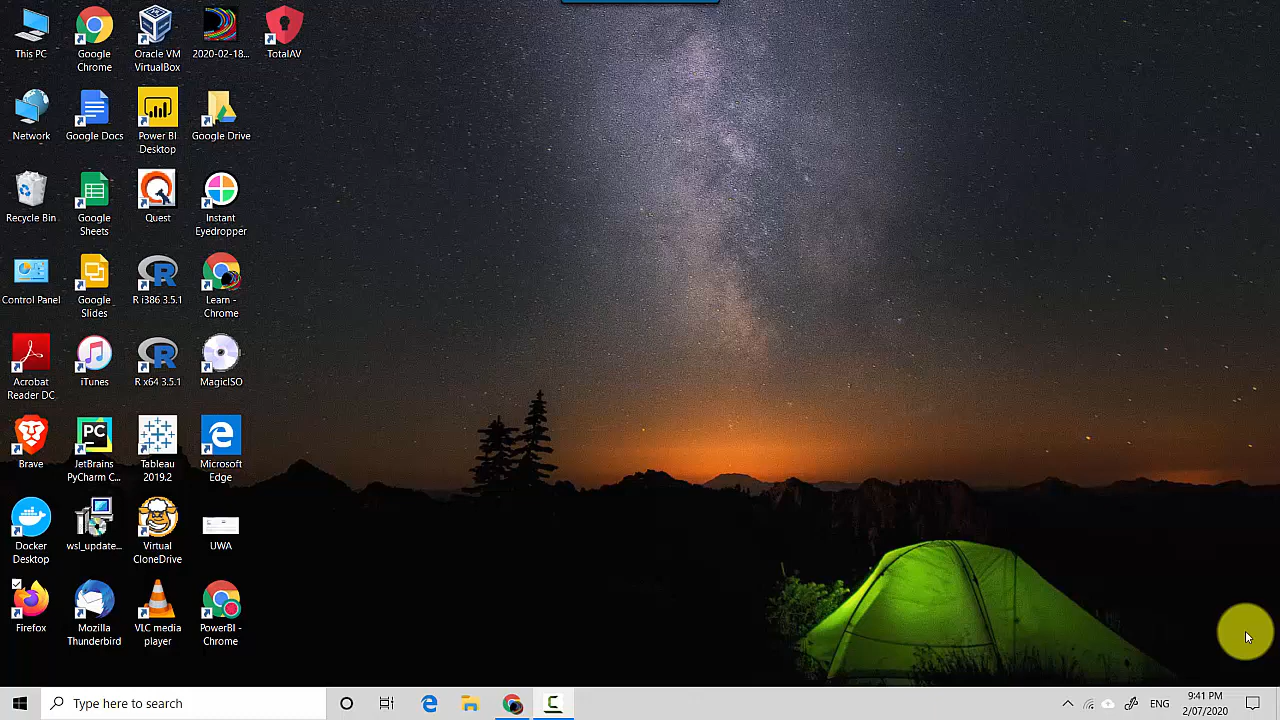 This PC
Google
Chrome
Oracle VM
VirtualBox
2020-02-18...
TotalAV
Network
Google Docs
Power BI
Desktop
Google Drive
Recycle Bin
Google
Sheets
Quest
Instant
Eyedropper
Control Panel
Google
Slides
R i386 3.5.1
Learn -
Chrome
Acrobat
Reader DC
iTunes
R x64 3.5.1
MagicISO
Brave
PC
JetBrains
PyCharm C...
Tableau
2019.2
Microsoft
Edge
Docker
Desktop
wsl_update...
Virtual
CloneDrive
UWA
Firefox
Mozilla
Thunderbird
VLC media
player
PowerBI -
Chrome
Type here to search
ENG
9:41 PM
2/07/2020